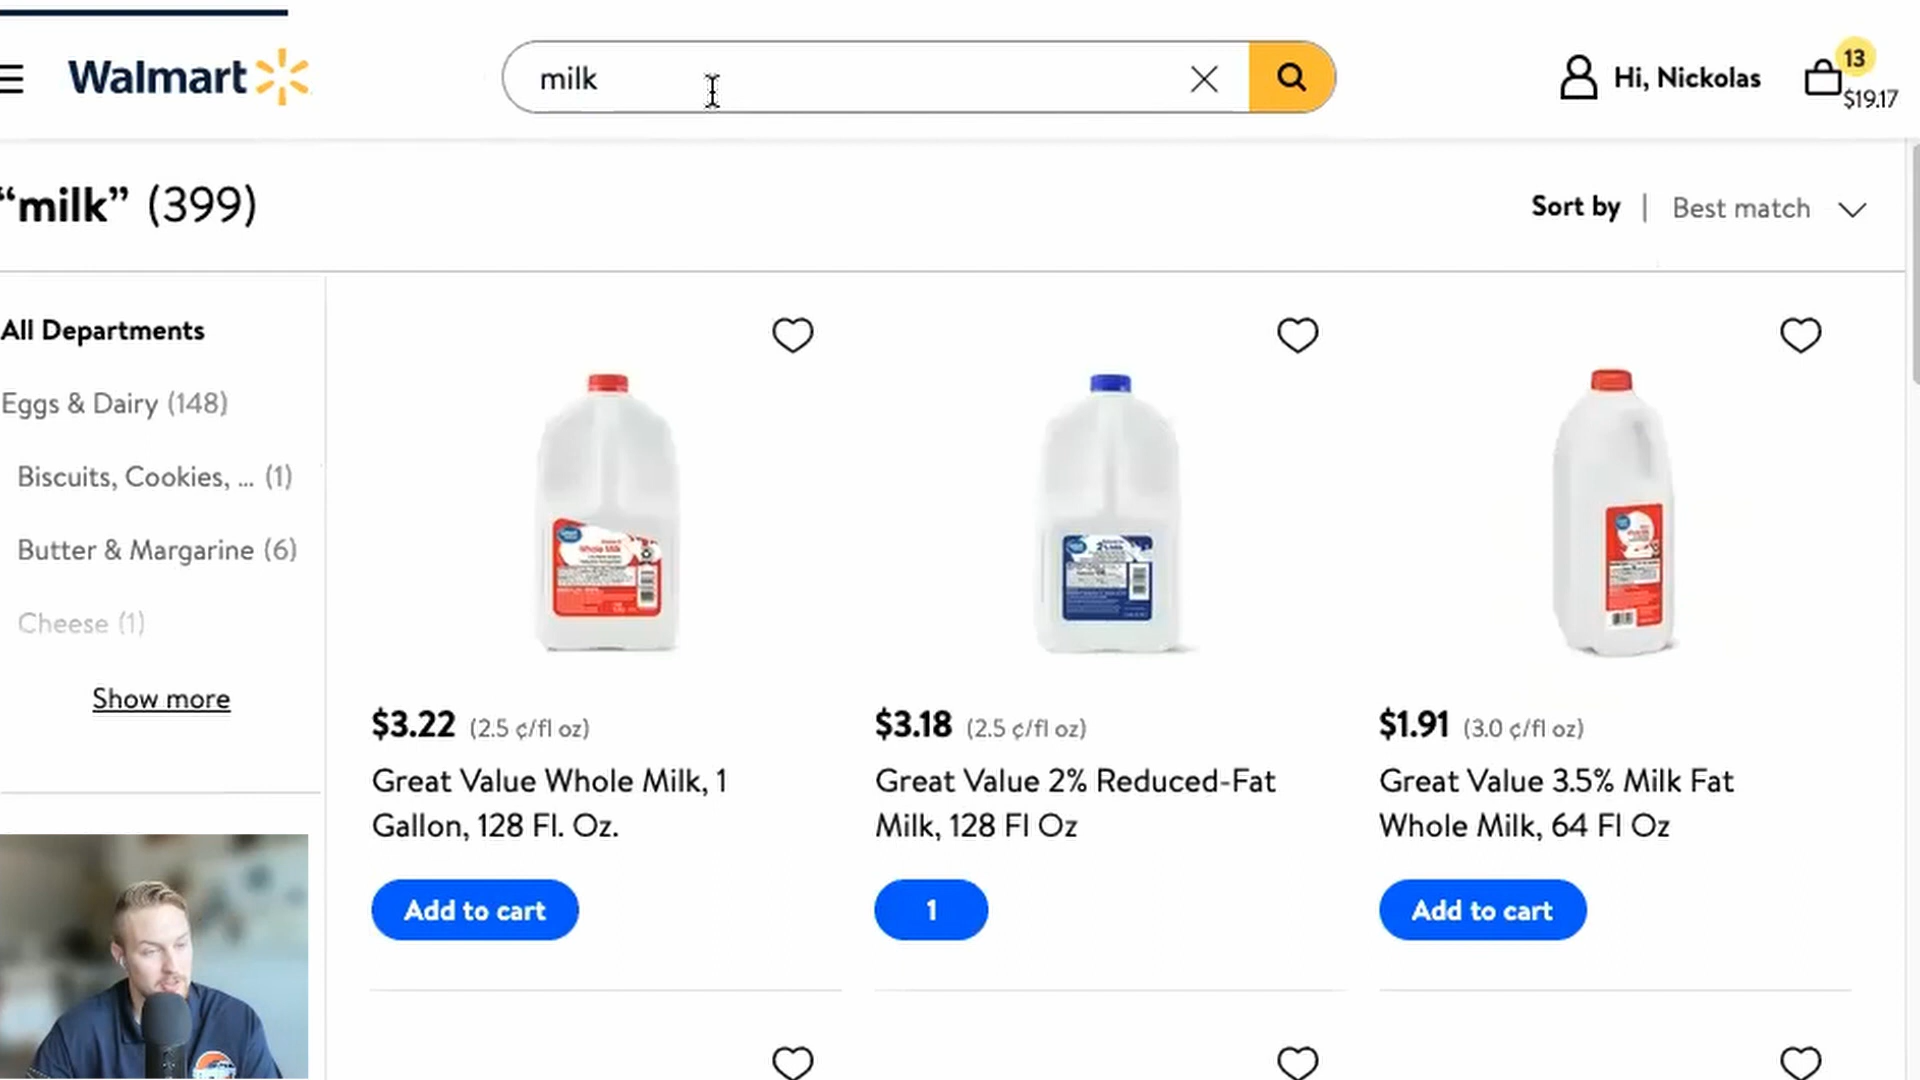 Walmart
milk
Hi, Nickolas
13
$19.17
“milk” (399)
Sort by | Best match
All Departments
Eggs & Dairy (148)
Biscuits, Cookies, ... (1)
Butter & Margarine (6)
Cheese (1)
Show more
Whole Milk
2%
$3.22 (2.5 ¢/fl oz)
Great Value Whole Milk, 1
Gallon, 128 Fl. Oz.
Add to cart
$3.18 (2.5 ¢/fl oz)
Great Value 2% Reduced-Fat
Milk, 128 Fl Oz
1
$1.91 (3.0 ¢/fl oz)
Great Value 3.5% Milk Fat
Whole Milk, 64 Fl Oz
Add to cart